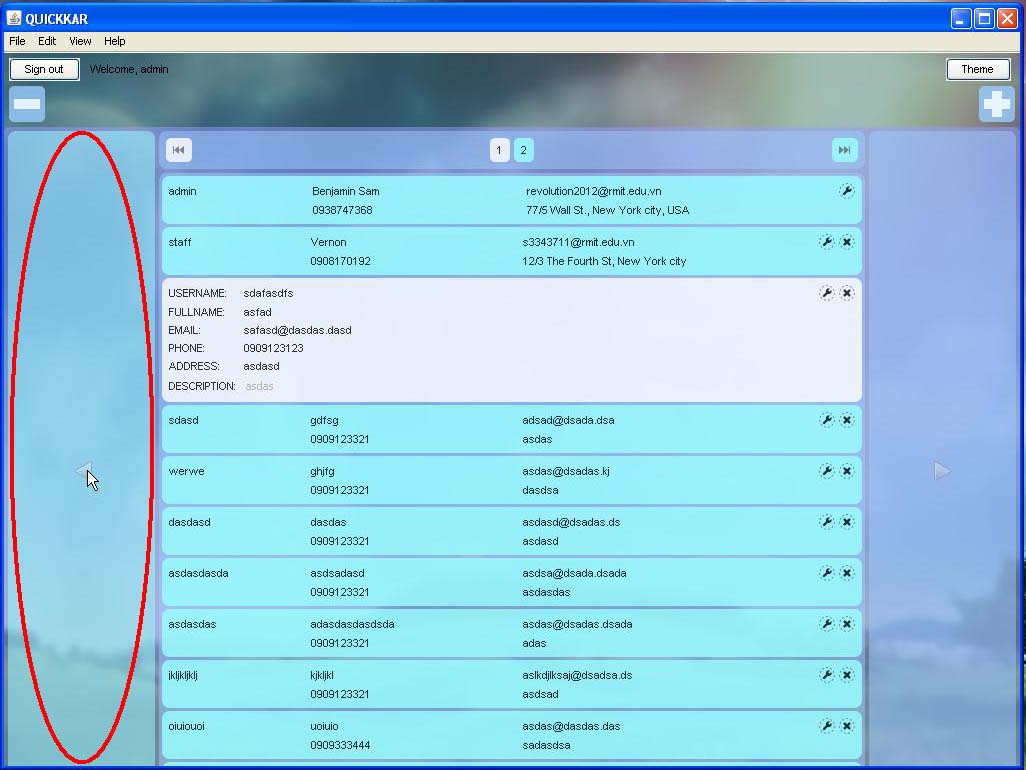 QUICKKAR
File Edit View Help
Sign out Welcome, admin Theme
1 2
admin Benjamin Sam revolution2012@rmit.edu.vn
0938747368 77/5 Wall St., New York city, USA
staff Vernon s3343711@rmit.edu.vn
0908170192 12/3 The Fourth St, New York city
USERNAME: sdafasdfs
FULLNAME: asfad
EMAIL: safasd@dasdas.dasd
PHONE: 0909123123
ADDRESS: asdasd
DESCRIPTION: asdas
sdasd gdfsg adsad@dsada.dsa
0909123321 asdas
werwe ghjfg asdas@dsadas.kj
0909123321 dasdsa
dasdasd dasdas asdasd@dsadas.ds
0909123321 asdasd
asdasdasda asdsadasd asdsa@dsada.dsada
0909123321 asdasdas
asdasdas adasdasdasdsda asdas@dsadas.dsada
0909123321 adas
jkljkljklj kjkljkl aslkdjlksaj@dsadsa.ds
0909123321 asdsad
oiuiouoi uoiuio asdas@dasdas.das
0909333444 sadasdsa